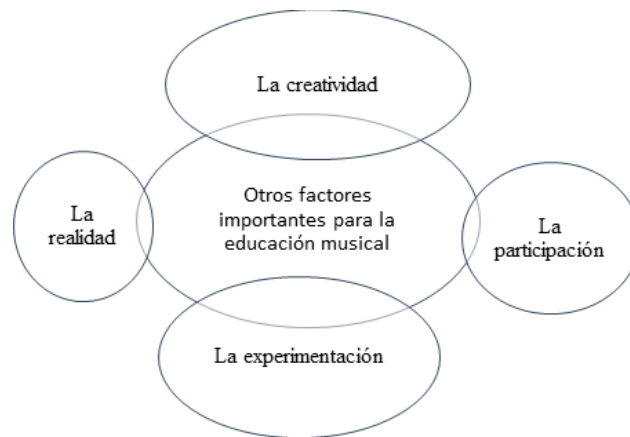 La creatividad
Otros factores
importantes para la
educación musical
La
realidad
La
participación
La experimentación